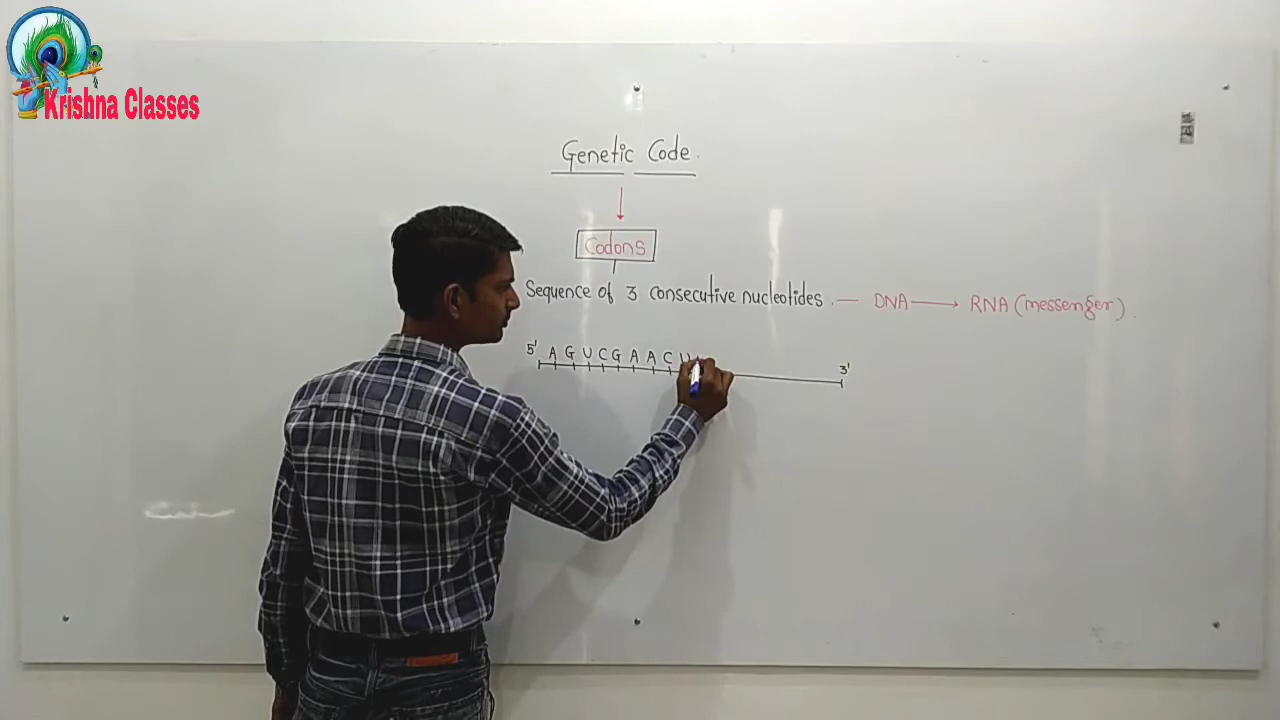 Krishna Classes
Genetic Code.
Codons
Sequence of 3 consecutive nucleotides. — DNA → RNA (messenger).
5' A G U C G A A C U 3'